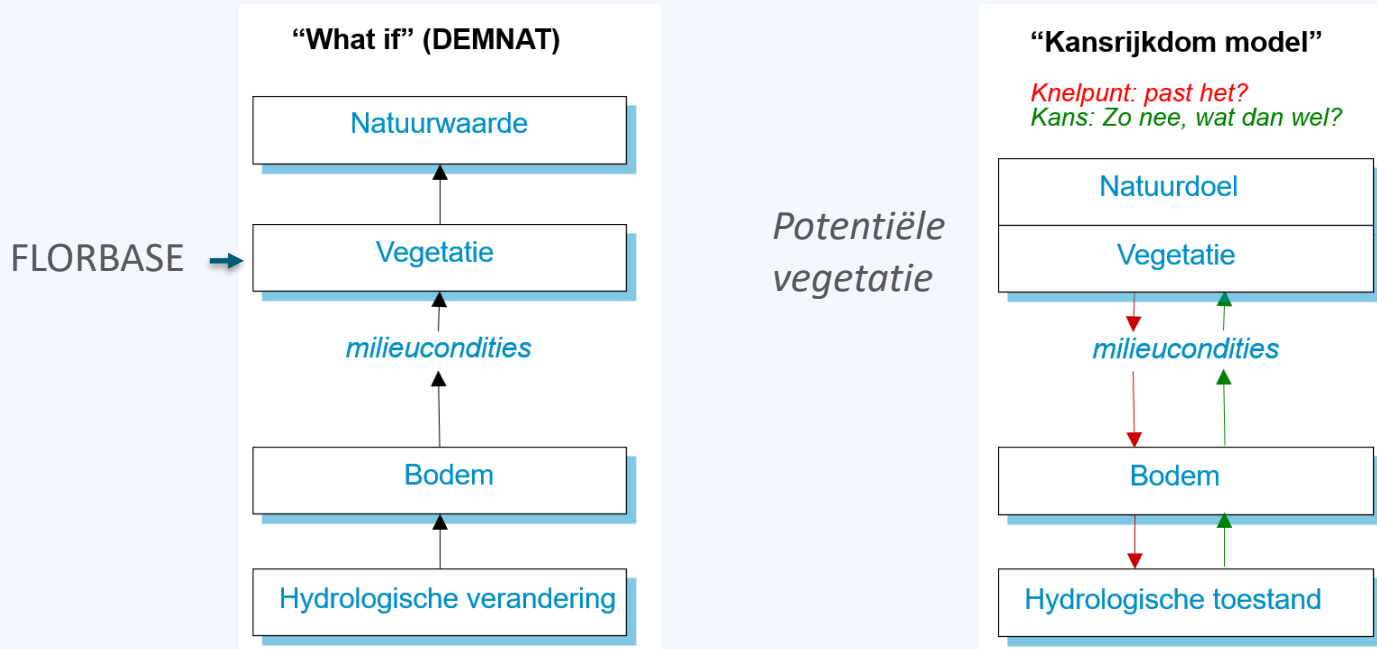 “What if” (DEMNAT)
Natuurwaarde
FLORBASE
Vegetatie
milieucondities
Bodem
Hydrologische verandering
Potentiële
vegetatie
“Kansrijkdom model”
Knelpunt: past het?
Kans: Zo nee, wat dan wel?
Natuurdoel
Vegetatie
milieucondities
Bodem
Hydrologische toestand